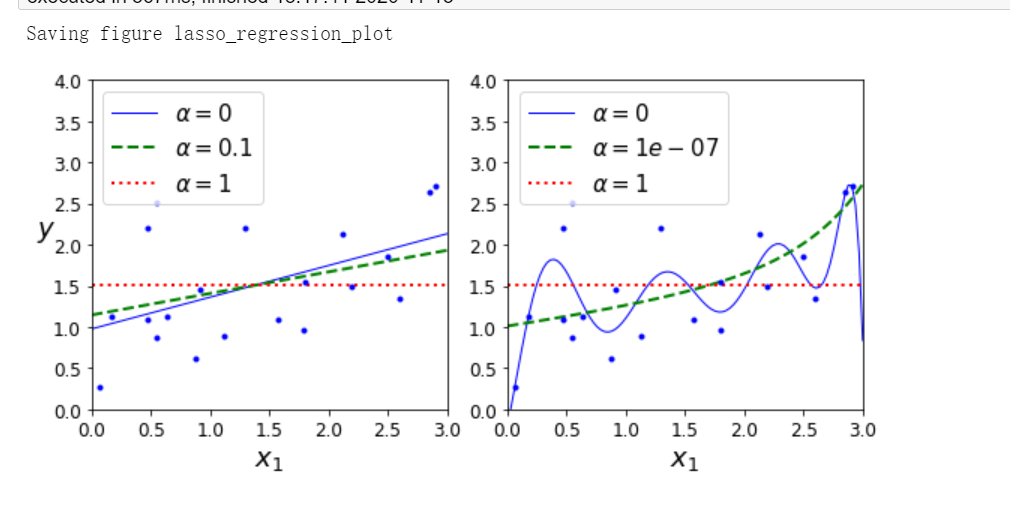 Saving figure lasso_regression_plot
4.0
3.5
3.0
2.5
2.0
1.5
1.0
0.5
0.0
y
α = 0
α = 0.1
α = 1
0.0 0.5 1.0 1.5 2.0 2.5 3.0
x₁
4.0
3.5
3.0
2.5
2.0
1.5
1.0
0.5
0.0
α = 0
α = 1e − 07
α = 1
0.0 0.5 1.0 1.5 2.0 2.5 3.0
x₁